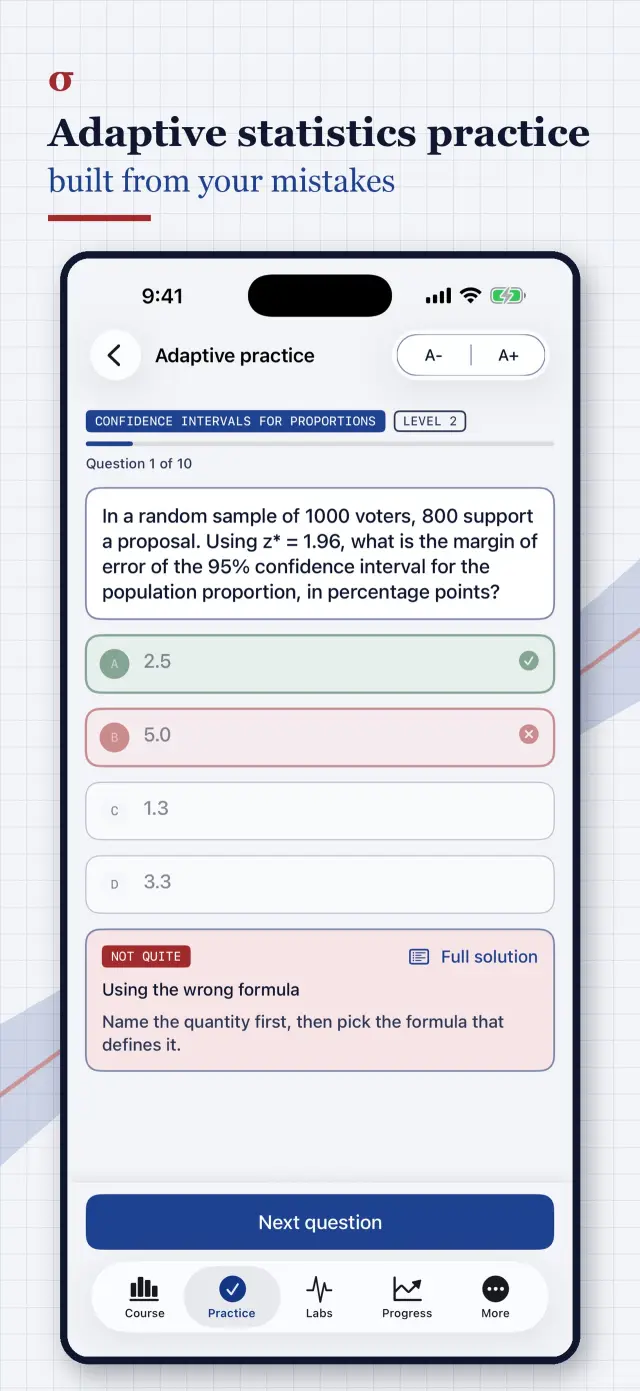 σ
Adaptive statistics practice
built from your mistakes
9:41
Adaptive practice
A-
A+
CONFIDENCE INTERVALS FOR PROPORTIONS
LEVEL 2
Question 1 of 10
In a random sample of 1000 voters, 800 support
a proposal. Using z* = 1.96, what is the margin of
error of the 95% confidence interval for the
population proportion, in percentage points?
A 2.5
B 5.0
C 1.3
D 3.3
NOT QUITE
Full solution
Using the wrong formula
Name the quantity first, then pick the formula that
defines it.
Next question
Course
Practice
Labs
Progress
More